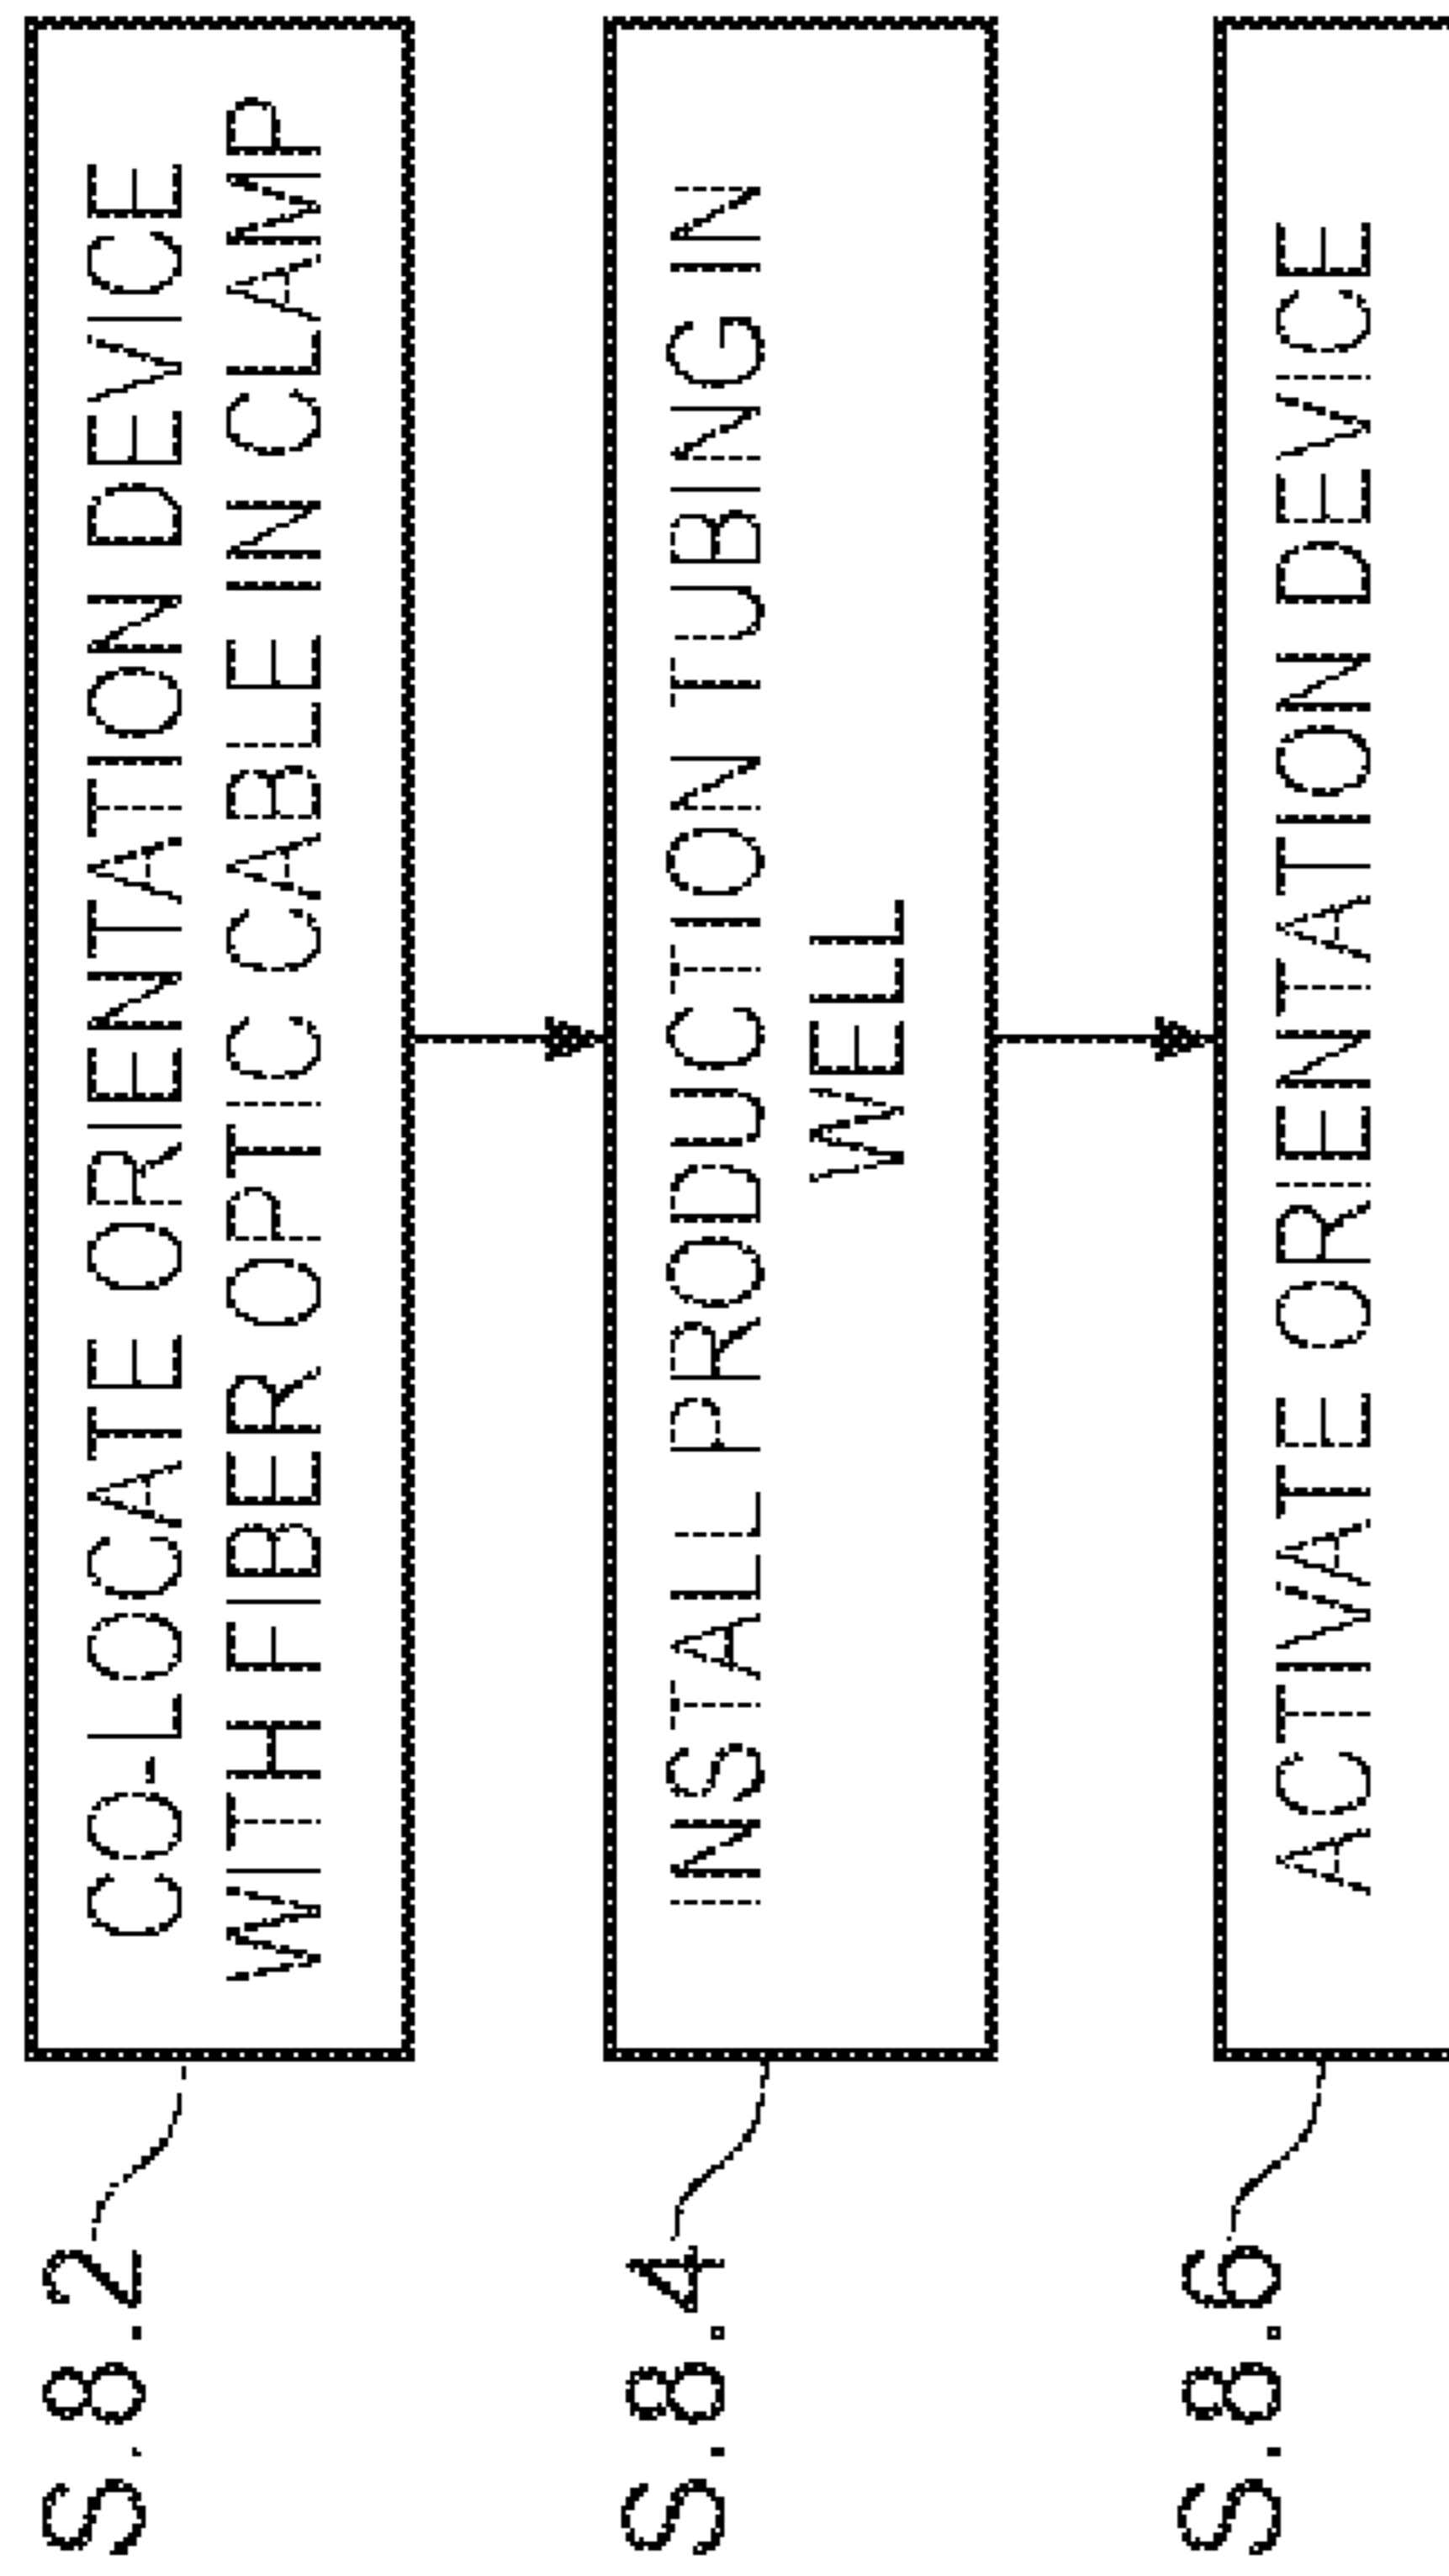 S.8.2
CO-LOCATE ORIENTATION DEVICE
WITH FIBER OPTIC CABLE IN CLAMP
S.8.4
INSTALL PRODUCTION TUBING IN
WELL
S.8.6
ACTIVATE ORIENTATION DEVICE